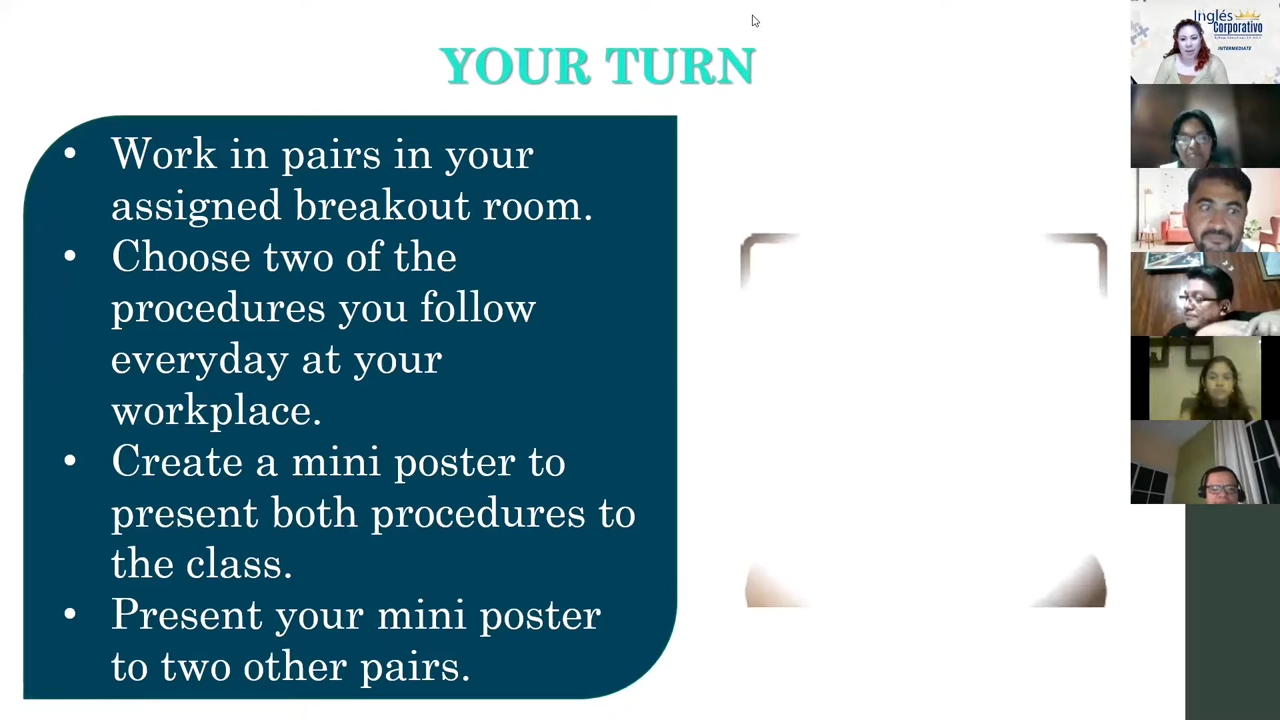 YOUR TURN
• Work in pairs in your
assigned breakout room.
• Choose two of the
procedures you follow
everyday at your
workplace.
• Create a mini poster to
present both procedures to
the class.
• Present your mini poster
to two other pairs.
Inglés
Corporativo
INTERMEDIATE